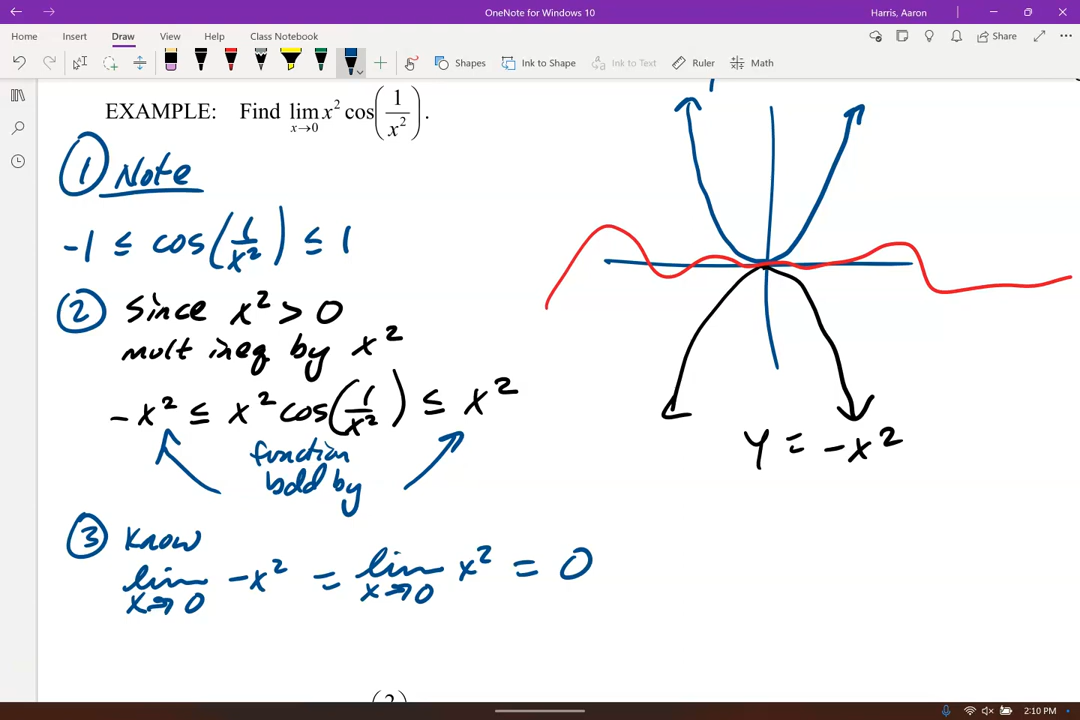 OneNote for Windows 10
Harris, Aaron
Home Insert Draw View Help Class Notebook
Share
Shapes Ink to Shape Ink to Text Ruler Math
EXAMPLE: Find lim x→0 x² cos(1/x²).
① Note
-1 ≤ cos(1/x²) ≤ 1
② Since x² > 0
mult ineq by x²
-x² ≤ x² cos(1/x²) ≤ x²
function
bdd by
y = -x²
③ Know
lim x→0 -x² = lim x→0 x² = 0
2:10 PM